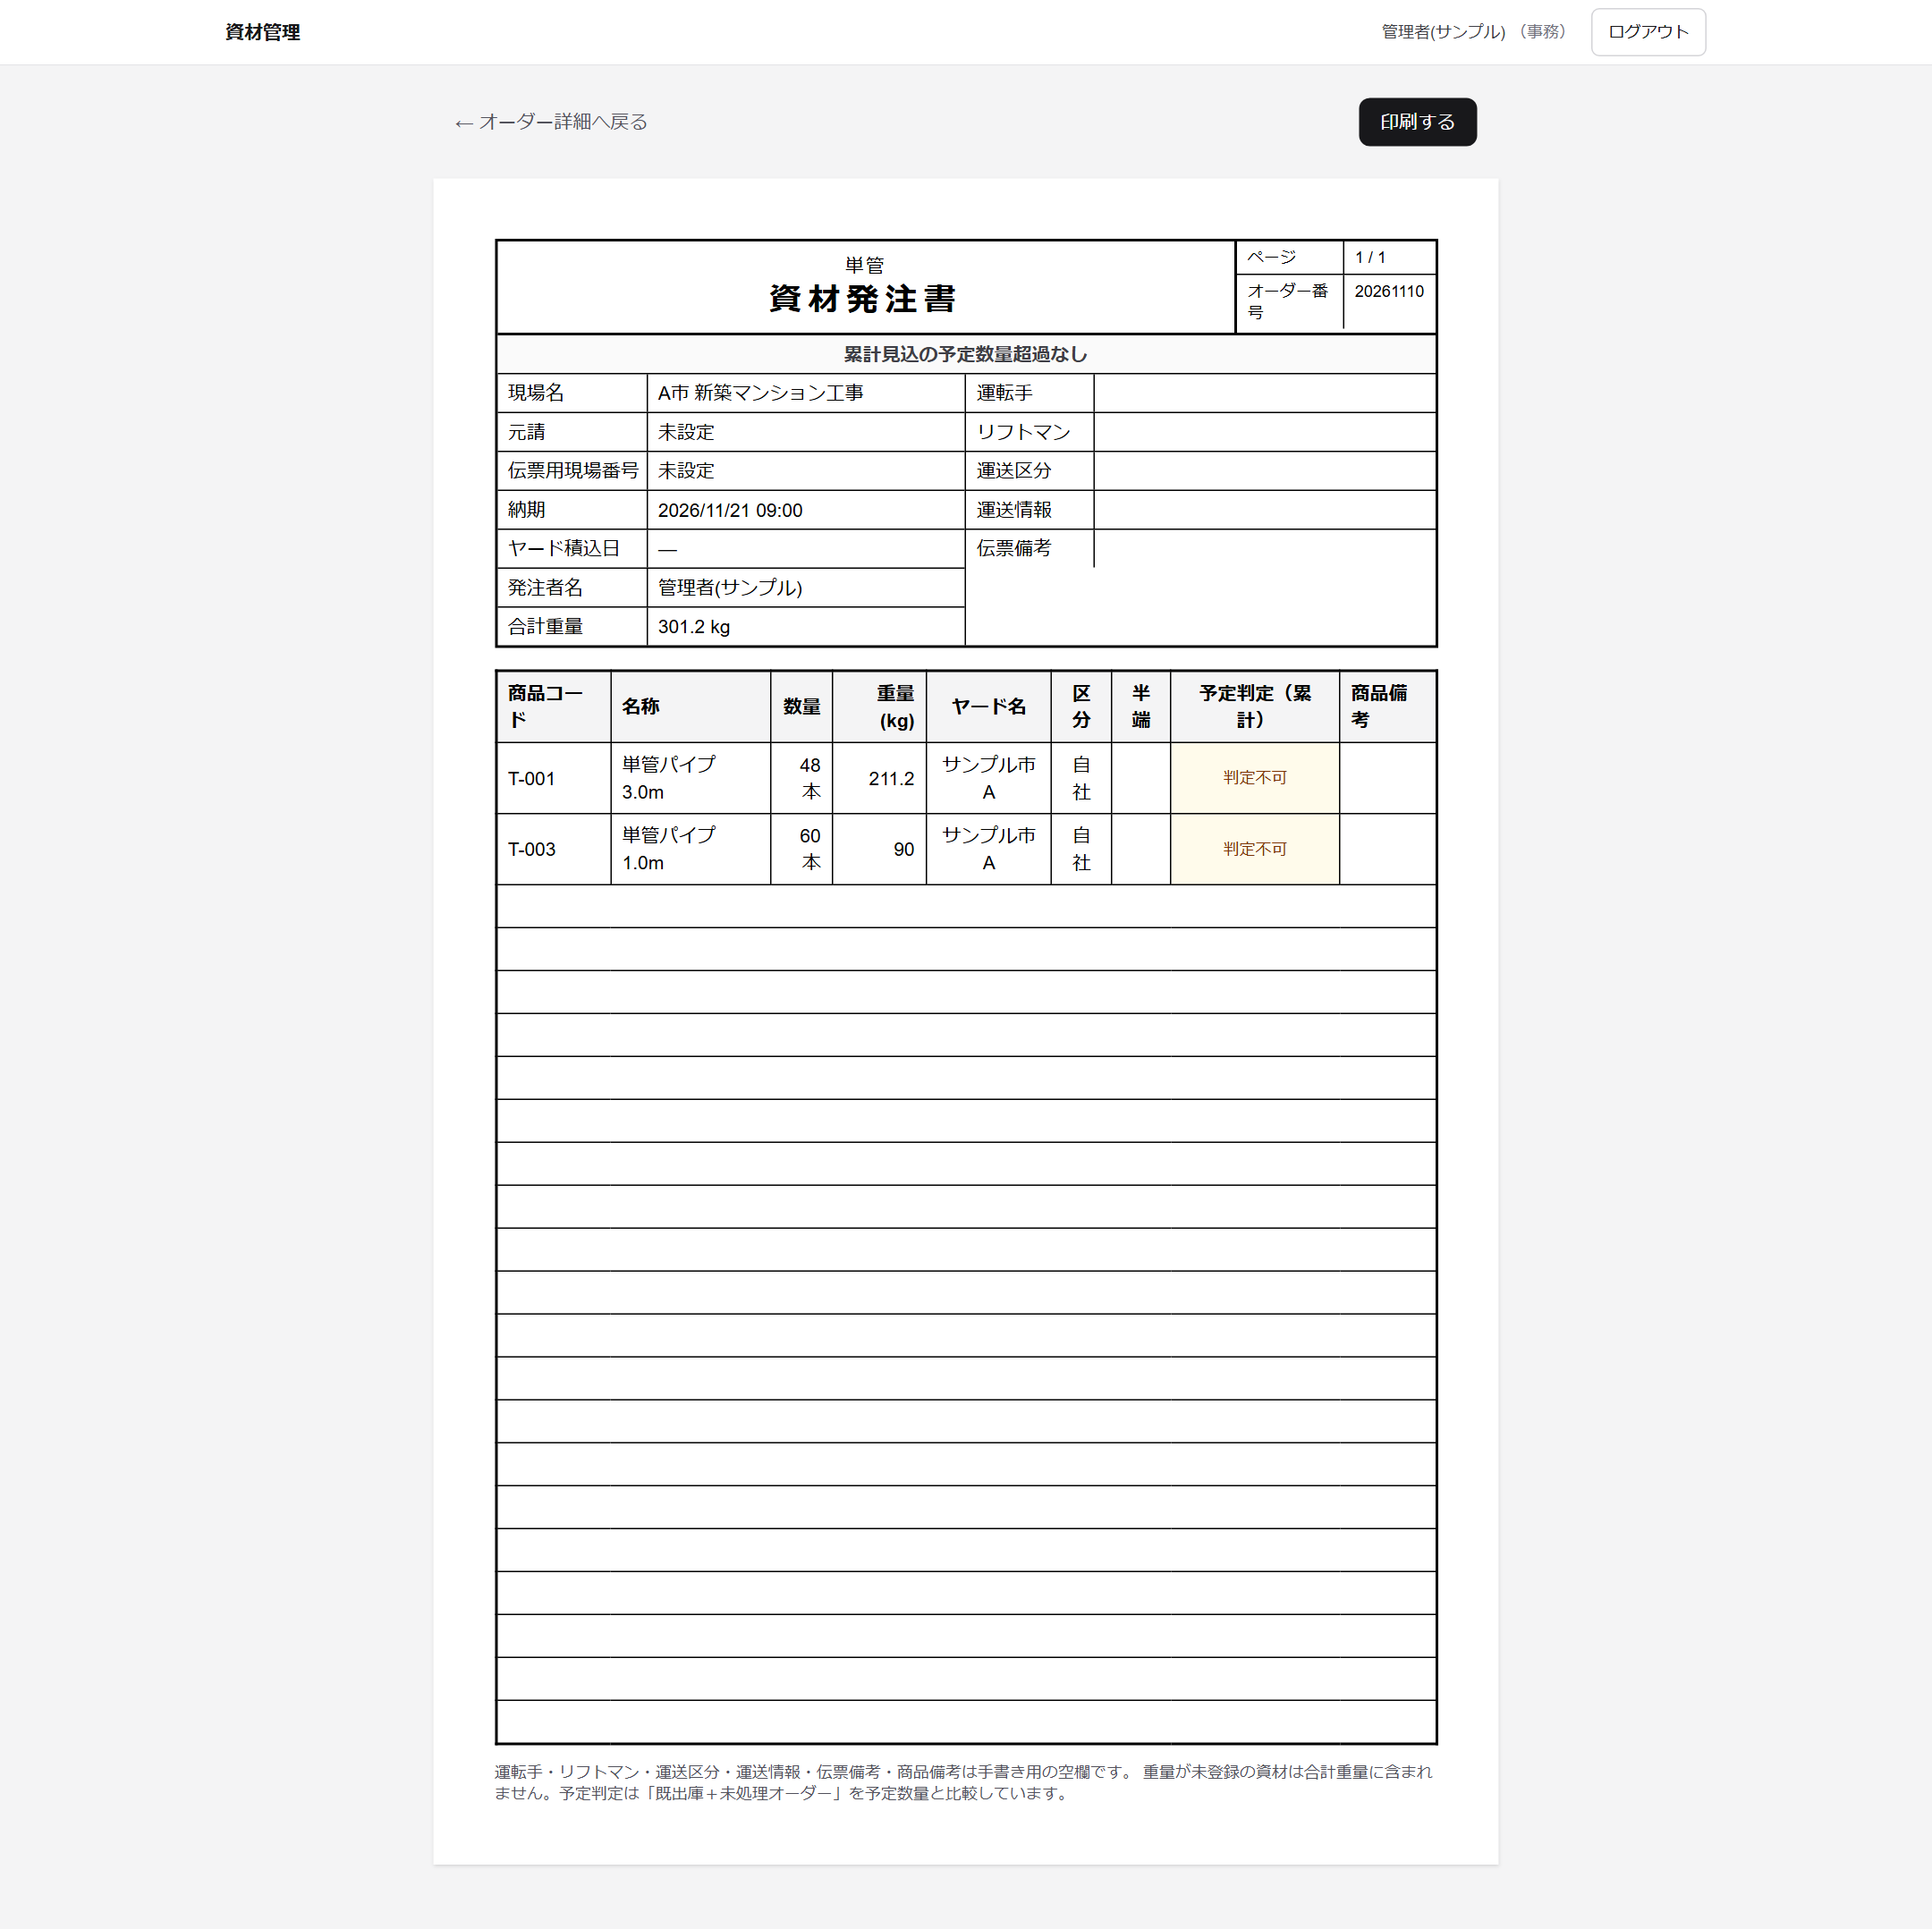 資材管理
管理者(サンプル) （事務） ログアウト
← オーダー詳細へ戻る
印刷する
単管
資材発注書
ページ 1 / 1
オーダー番
号
20261110
累計見込の予定数量超過なし
現場名 A市 新築マンション工事 運転手
元請 未設定 リフトマン
伝票用現場番号 未設定 運送区分
納期 2026/11/21 09:00 運送情報
ヤード積込日 — 伝票備考
発注者名 管理者(サンプル)
合計重量 301.2 kg
商品コー
ド
名称
数量
重量
(kg)
ヤード名
区
分
半
端
予定判定（累
計）
商品備
考
T-001
単管パイプ
3.0m
48
本
211.2
サンプル市
A
自
社
判定不可
T-003
単管パイプ
1.0m
60
本
90
サンプル市
A
自
社
判定不可
運転手・リフトマン・運送区分・運送情報・伝票備考・商品備考は手書き用の空欄です。 重量が未登録の資材は合計重量に含まれ
ません。予定判定は「既出庫＋未処理オーダー」を予定数量と比較しています。